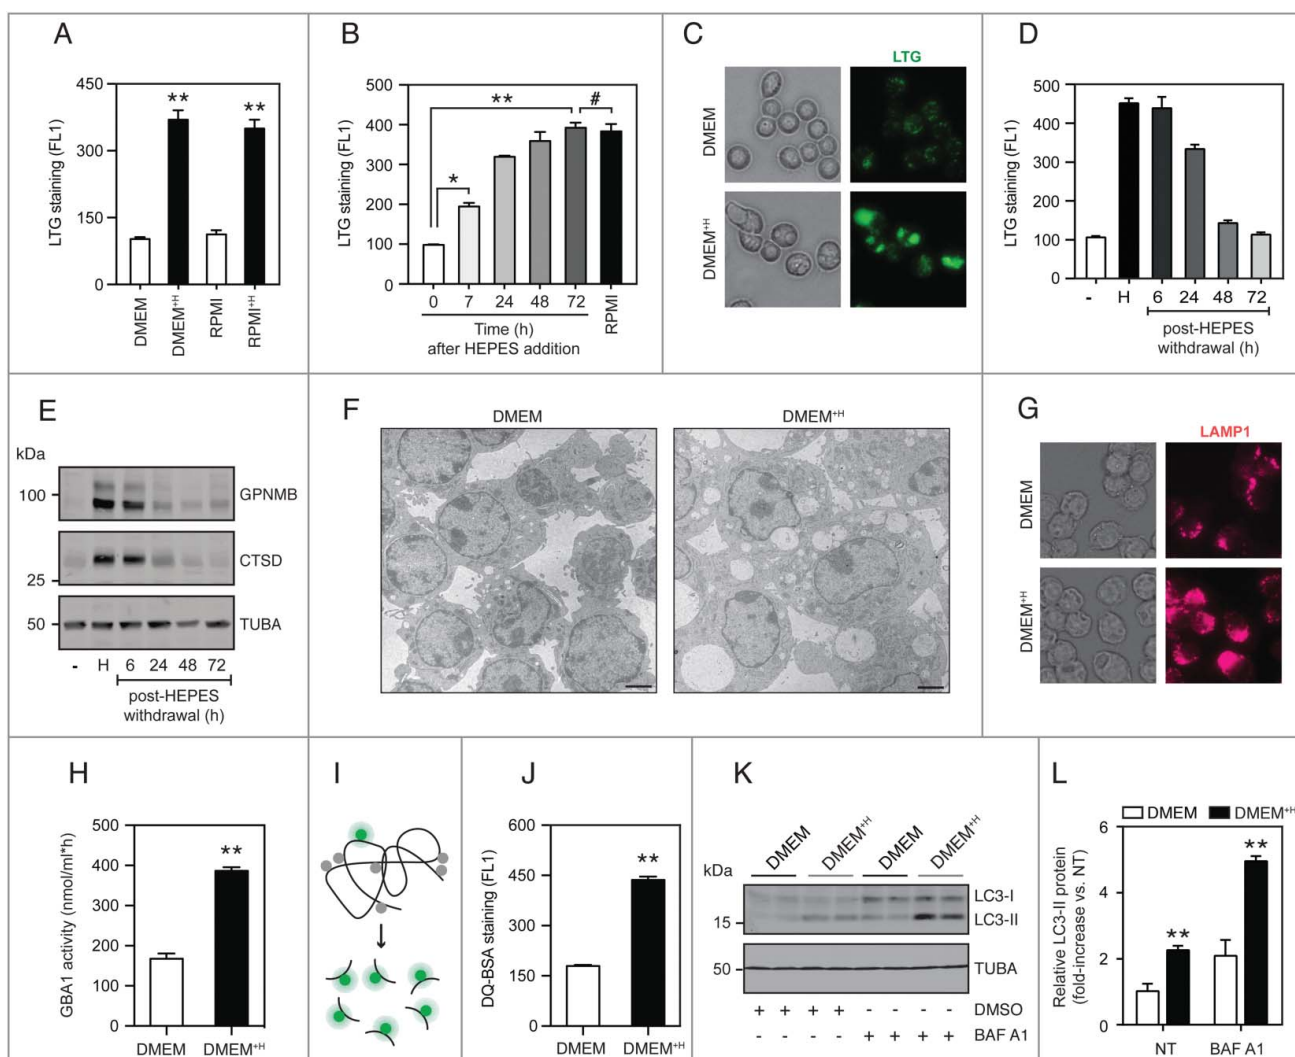 A
LTG staining (FL1)
450
300
150
0
**
**
DMEM
DMEM+H
RPMI
RPMI+H
B
LTG staining (FL1)
500
400
300
200
100
0
*
**
#
0 7 24 48 72
RPMI
Time (h)
after HEPES addition
C
LTG
DMEM
DMEM+H
D
LTG staining (FL1)
500
400
300
200
100
0
- H 6 24 48 72
post-HEPES
withdrawal (h)
E
kDa
100
GPNMB
25
CTSD
50
TUBA
- H 6 24 48 72
post-HEPES
withdrawal (h)
F
DMEM
DMEM+H
G
LAMP1
DMEM
DMEM+H
H
GBA1 activity (nmol/ml*h)
500
400
300
200
100
0
**
DMEM DMEM+H
I
J
DQ-BSA staining (FL1)
600
450
300
150
0
**
DMEM DMEM+H
K
DMEM DMEM+H DMEM DMEM+H
kDa
LC3-I
15
LC3-II
50
TUBA
+ + + + - - - - DMSO
- - - - + + + + BAF A1
L
DMEM DMEM+H
Relative LC3-II protein
(fold-increase vs. NT)
6
4
2
0
**
**
NT BAF A1